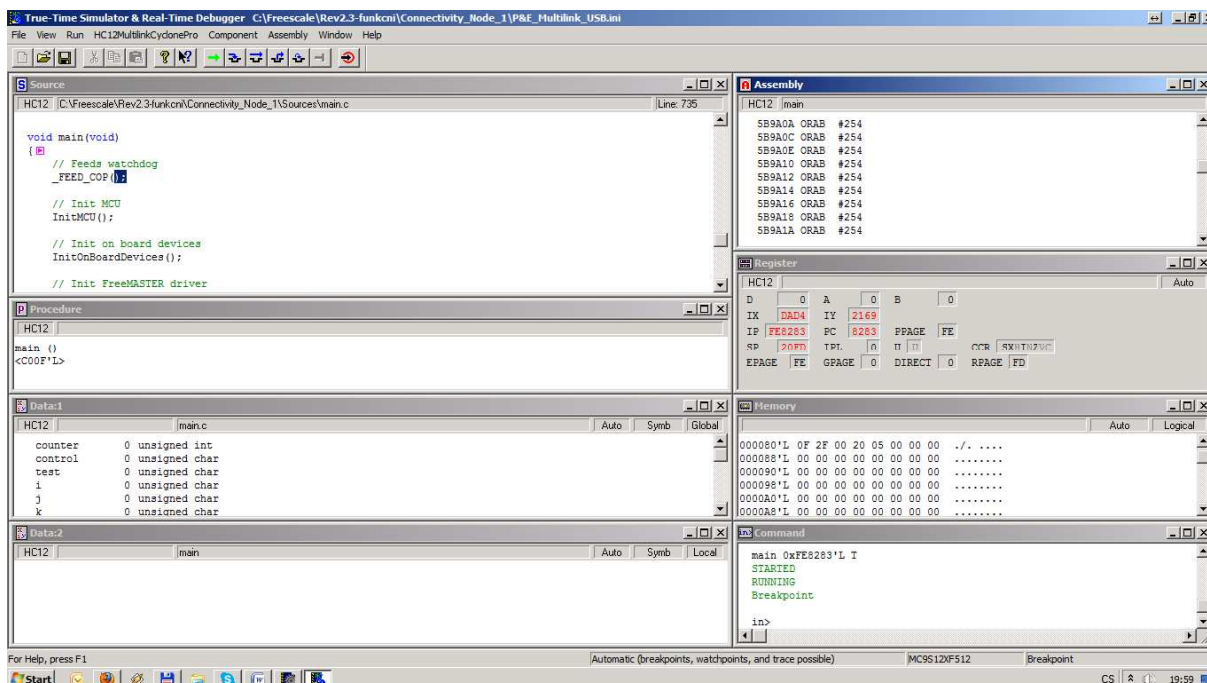 True-Time Simulator & Real-Time Debugger C:\Freescale\Rev2.3-funkcni\Connectivity_Node_1\P&E_Multilink_USB.ini
File View Run HC12MultilinkCyclonePro Component Assembly Window Help
Source
HC12 C:\Freescale\Rev2.3-funkcni\Connectivity_Node_1\Sources\main.c Line: 735
void main(void)
{
// Feeds watchdog
_FEED_COP();
// Init MCU
InitMCU();
// Init on board devices
InitOnBoardDevices();
// Init FreeMASTER driver
Procedure
HC12
main ()
<C00F'L>
Data:1
HC12 main.c Auto Symb Global
counter 0 unsigned int
control 0 unsigned char
test 0 unsigned char
i 0 unsigned char
j 0 unsigned char
k 0 unsigned char
Data:2
HC12 main Auto Symb Local
Assembly
HC12 main
5B9A0A ORAB #254
5B9A0C ORAB #254
5B9A0E ORAB #254
5B9A10 ORAB #254
5B9A12 ORAB #254
5B9A14 ORAB #254
5B9A16 ORAB #254
5B9A18 ORAB #254
5B9A1A ORAB #254
Register
HC12 Auto
D 0 A 0 B 0
IX DAD4 IY 2169
IP FE8283 PC 8283 PPAGE FE
SP 20FD IPL 0 U U CCR SXHINZVC
EPAGE FE GPAGE 0 DIRECT 0 RPAGE FD
Memory
Auto Logical
000080'L 0F 2F 00 20 05 00 00 00 ./. ....
000088'L 00 00 00 00 00 00 00 00 ........
000090'L 00 00 00 00 00 00 00 00 ........
000098'L 00 00 00 00 00 00 00 00 ........
0000A0'L 00 00 00 00 00 00 00 00 ........
0000A8'L 00 00 00 00 00 00 00 00 ........
Command
main 0xFE8283'L T
STARTED
RUNNING
Breakpoint
in>
For Help, press F1 Automatic (breakpoints, watchpoints, and trace possible) MC9S12XF512 Breakpoint
Start CS 19:59